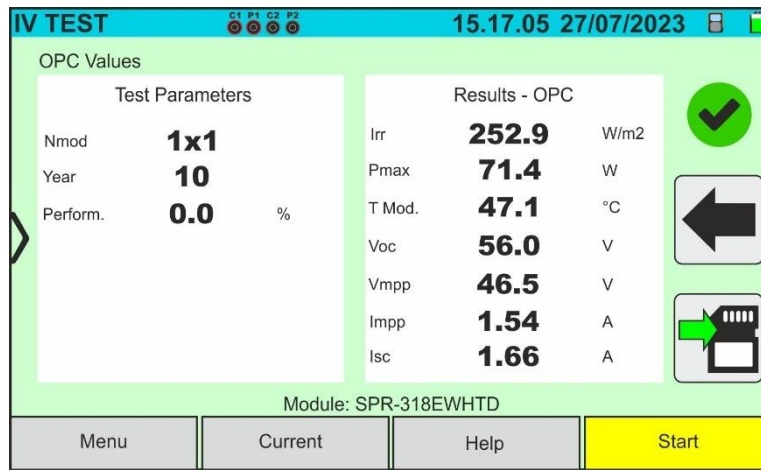 IV TEST C1 P1 C2 P2 15.17.05 27/07/2023
OPC Values
Test Parameters
Nmod 1x1
Year 10
Perform. 0.0 %
Results - OPC
Irr 252.9 W/m2
Pmax 71.4 W
T Mod. 47.1 °C
Voc 56.0 V
Vmpp 46.5 V
Impp 1.54 A
Isc 1.66 A
Module: SPR-318EWHTD
Menu Current Help Start